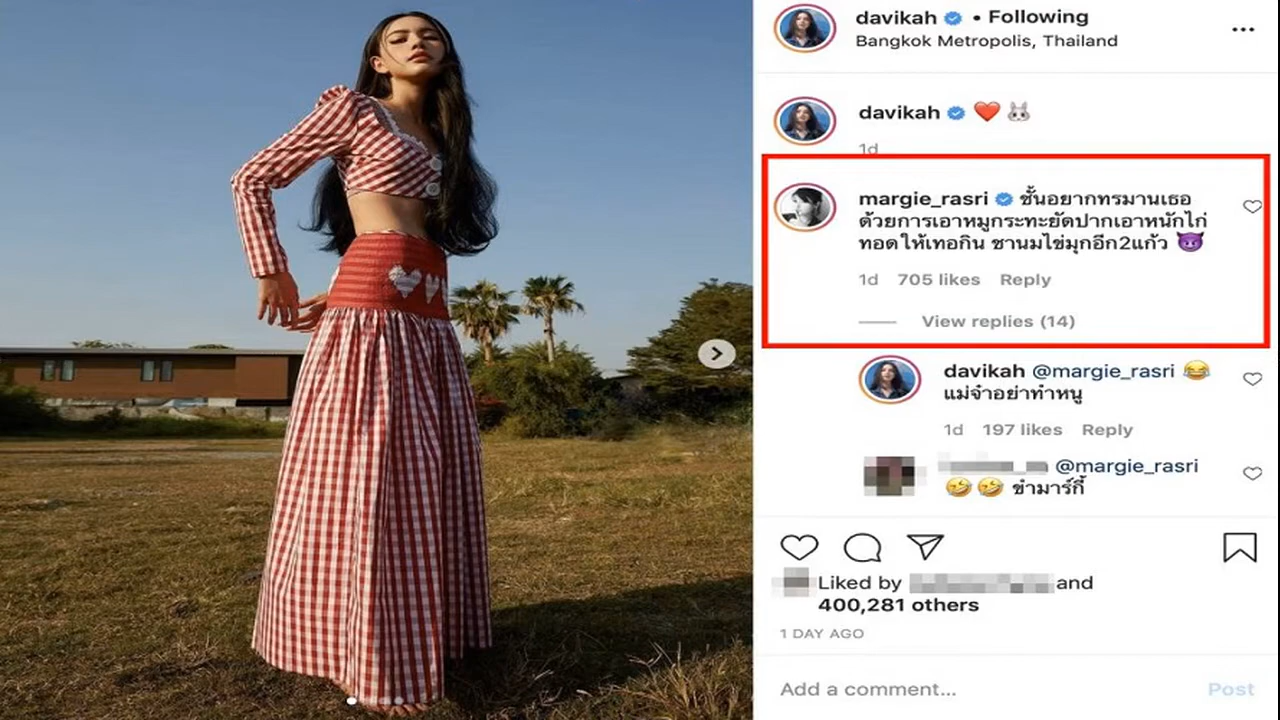 davikah • Following
Bangkok Metropolis, Thailand
davikah ❤️🐰
1d
margie_rasri ชั้นอยากทรมานเธอ
ด้วยการเอาหมูกระทะยัดปากเอาหนักไก่
ทอดให้เทอกิน ชานมไข่มุกอีก2แก้ว 😈
1d 705 likes Reply
View replies (14)
davikah @margie_rasri 😂
แม่จ๋าอย่าทำหนู
1d 197 likes Reply
@margie_rasri
🤣🤣 ขำมาร์กี้
Liked by and
400,281 others
1 DAY AGO
Add a comment... Post